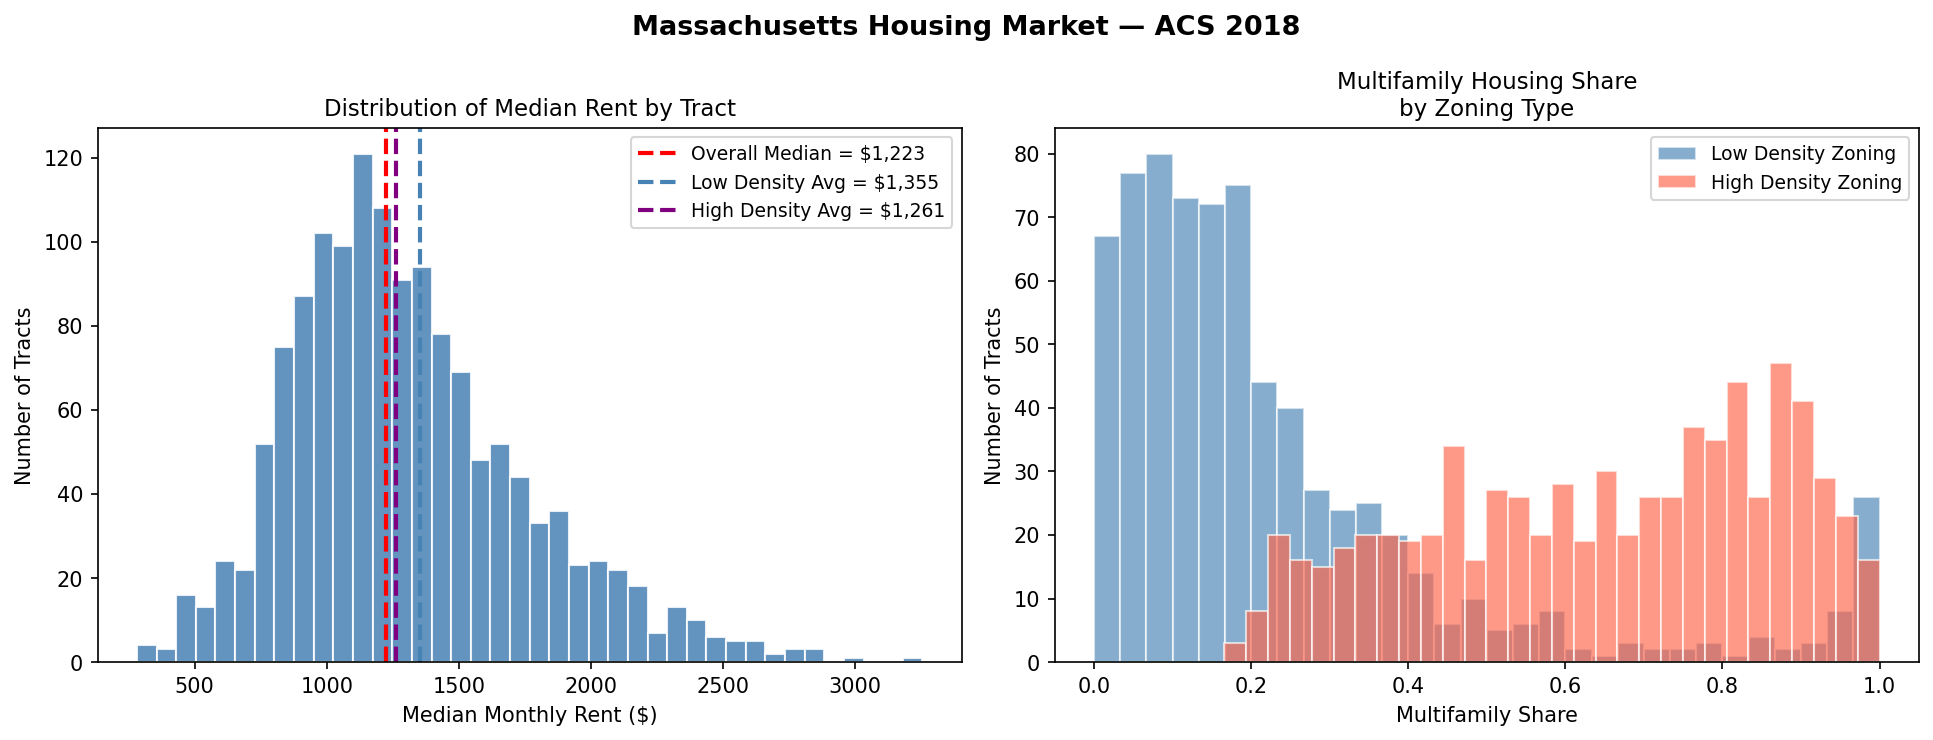 Massachusetts Housing Market — ACS 2018
Distribution of Median Rent by Tract
Number of Tracts
120
100
80
60
40
20
0
500
1000
1500
2000
2500
3000
Median Monthly Rent ($)
Overall Median = $1,223
Low Density Avg = $1,355
High Density Avg = $1,261
Multifamily Housing Share
by Zoning Type
Number of Tracts
80
70
60
50
40
30
20
10
0
0.0
0.2
0.4
0.6
0.8
1.0
Multifamily Share
Low Density Zoning
High Density Zoning